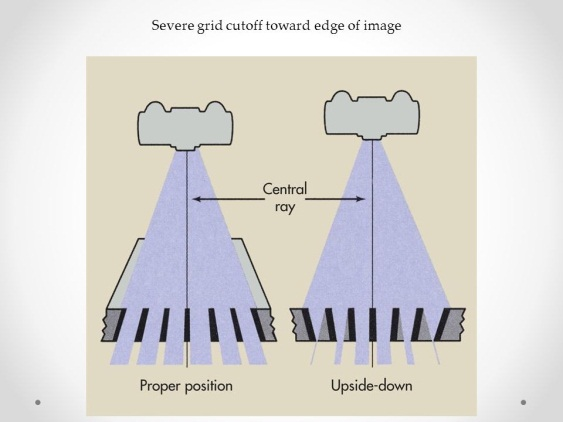 Severe grid cutoff toward edge of image
Central
ray
Proper position
Upside-down